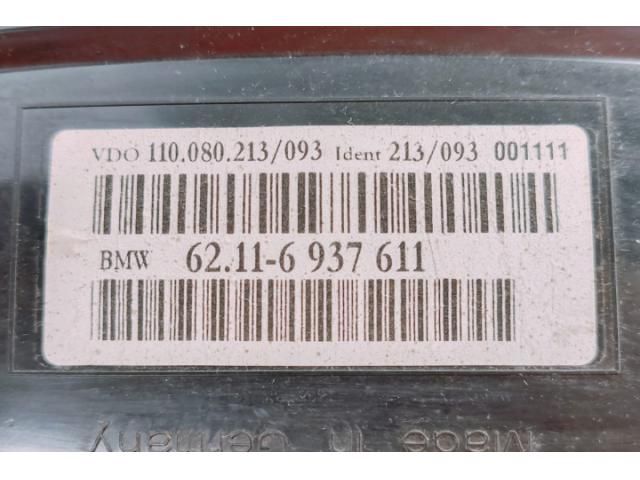 VDO 110.080.213/093 Ident 213/093 001111
BMW 62.11-6 937 611
Made In
Germany